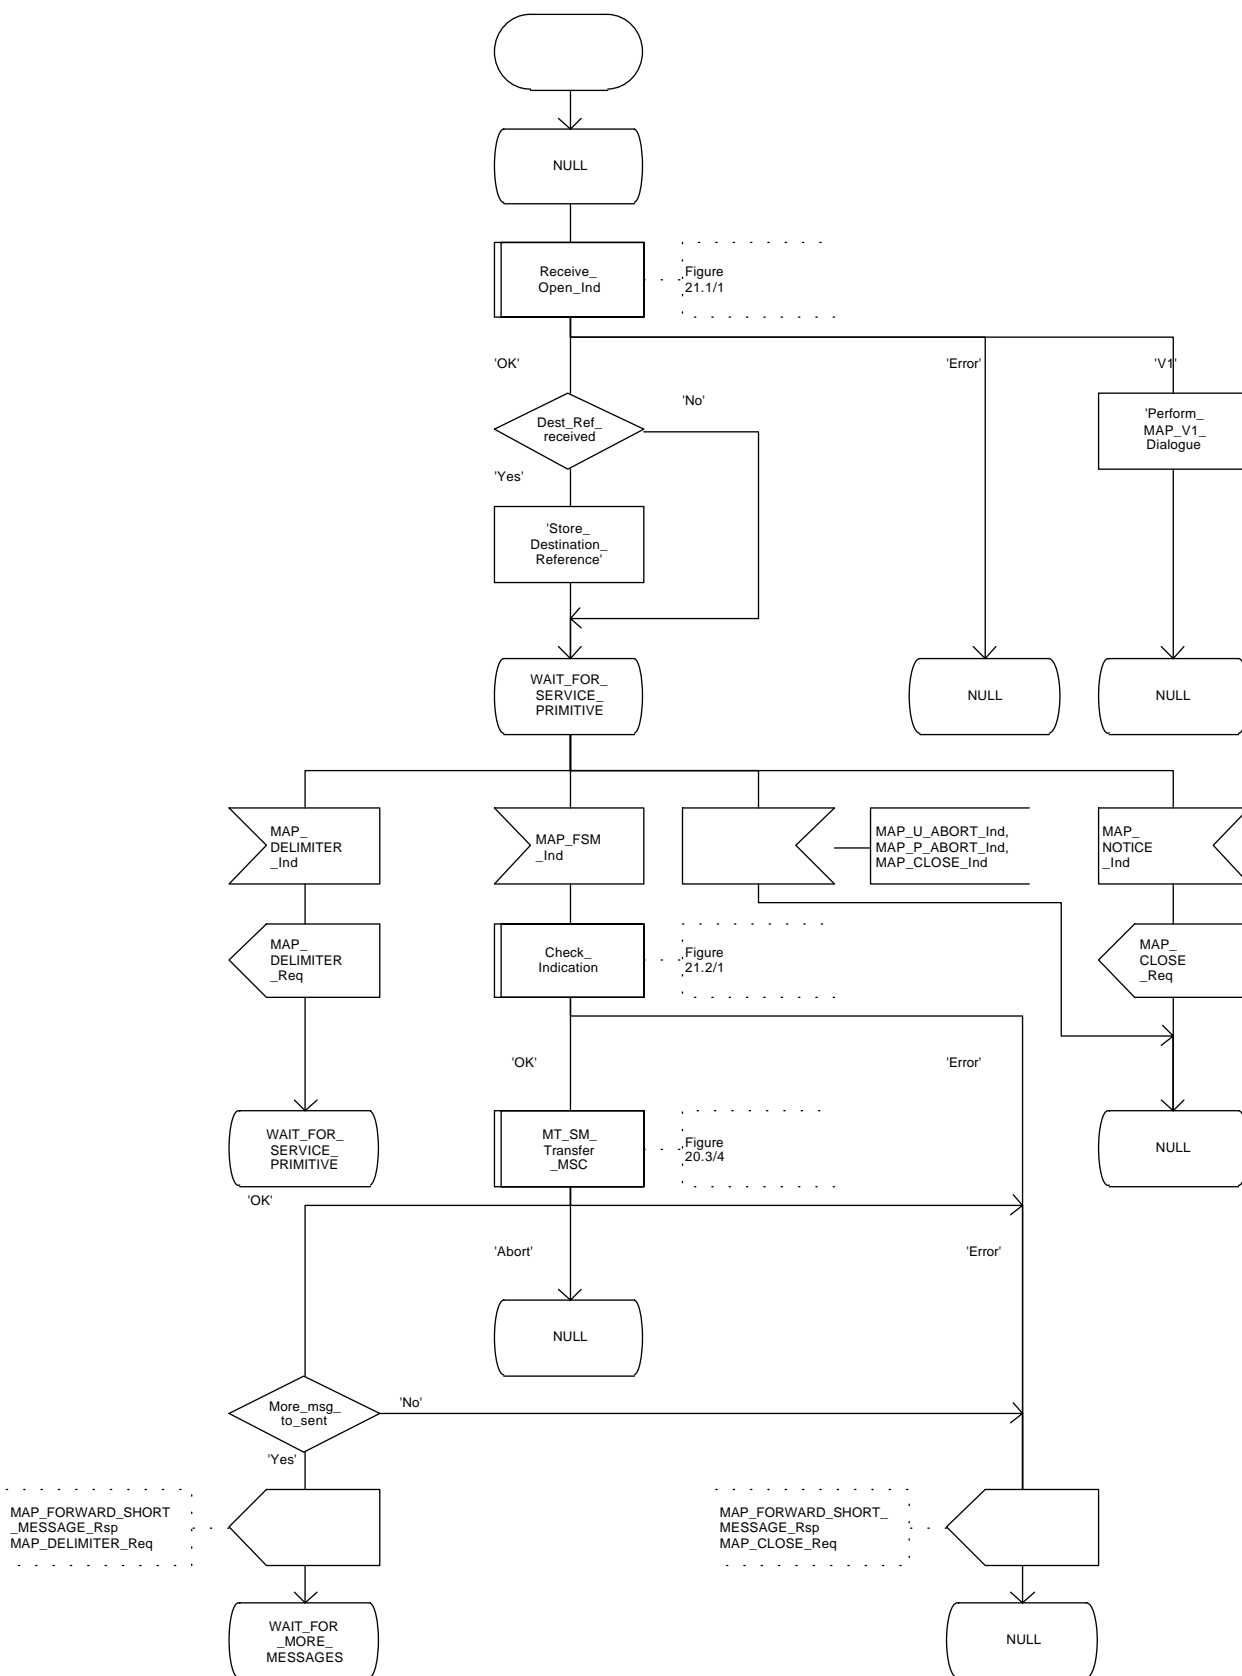 NULL
Receive_
Open_Ind
Figure
21.1/1
'OK'
'Error'
'V1'
'No'
Dest_Ref_
received
'Perform_
MAP_V1_
Dialogue
'Yes'
'Store_
Destination_
Reference'
WAIT_FOR_
SERVICE_
PRIMITIVE
NULL
NULL
MAP_
DELIMITER
_Ind
MAP_FSM
_Ind
MAP_U_ABORT_Ind,
MAP_P_ABORT_Ind,
MAP_CLOSE_Ind
MAP_
NOTICE
_Ind
MAP_
DELIMITER
_Req
Check_
Indication
Figure
21.2/1
MAP_
CLOSE
_Req
'OK'
'Error'
WAIT_FOR_
SERVICE_
PRIMITIVE
MT_SM_
Transfer
_MSC
Figure
20.3/4
NULL
'OK'
'Abort'
'Error'
NULL
More_msg_
to_sent
'No'
'Yes'
MAP_FORWARD_SHORT
_MESSAGE_Rsp
MAP_DELIMITER_Req
MAP_FORWARD_SHORT_
MESSAGE_Rsp
MAP_CLOSE_Req
WAIT_FOR
_MORE_
MESSAGES
NULL